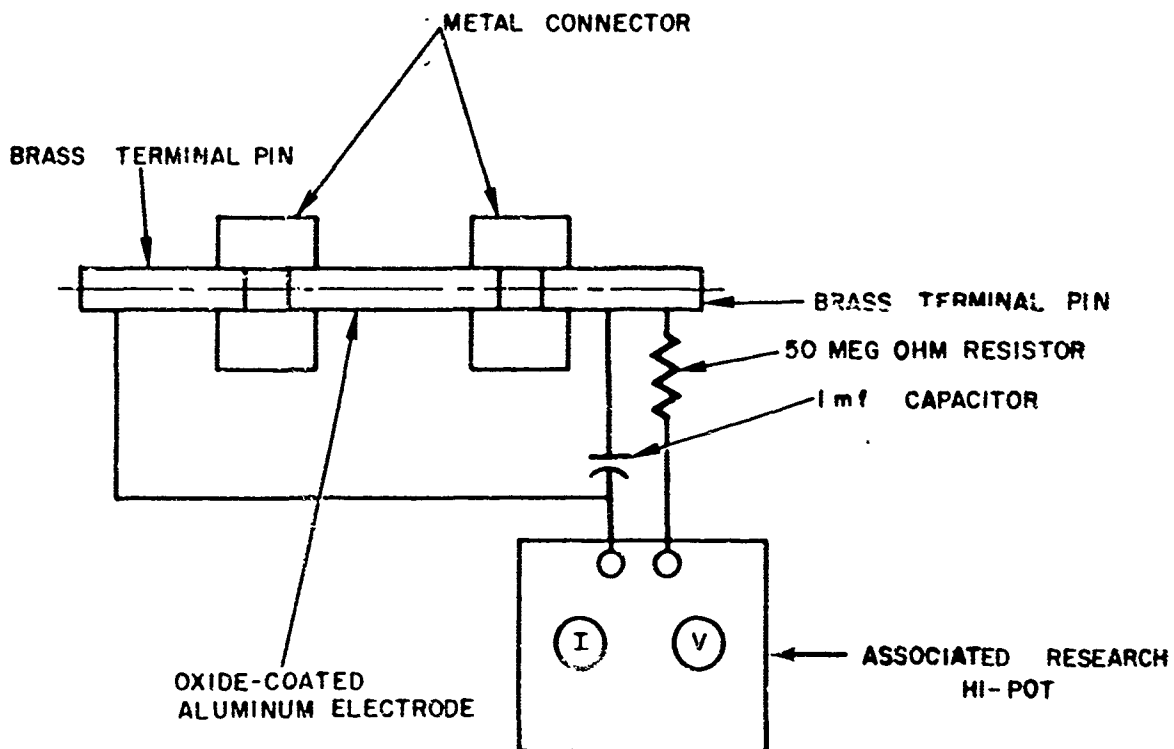 METAL CONNECTOR
BRASS TERMINAL PIN
BRASS TERMINAL PIN
50 MEG OHM RESISTOR
1 mf CAPACITOR
I V
OXIDE-COATED
ALUMINUM ELECTRODE
ASSOCIATED RESEARCH
HI-POT